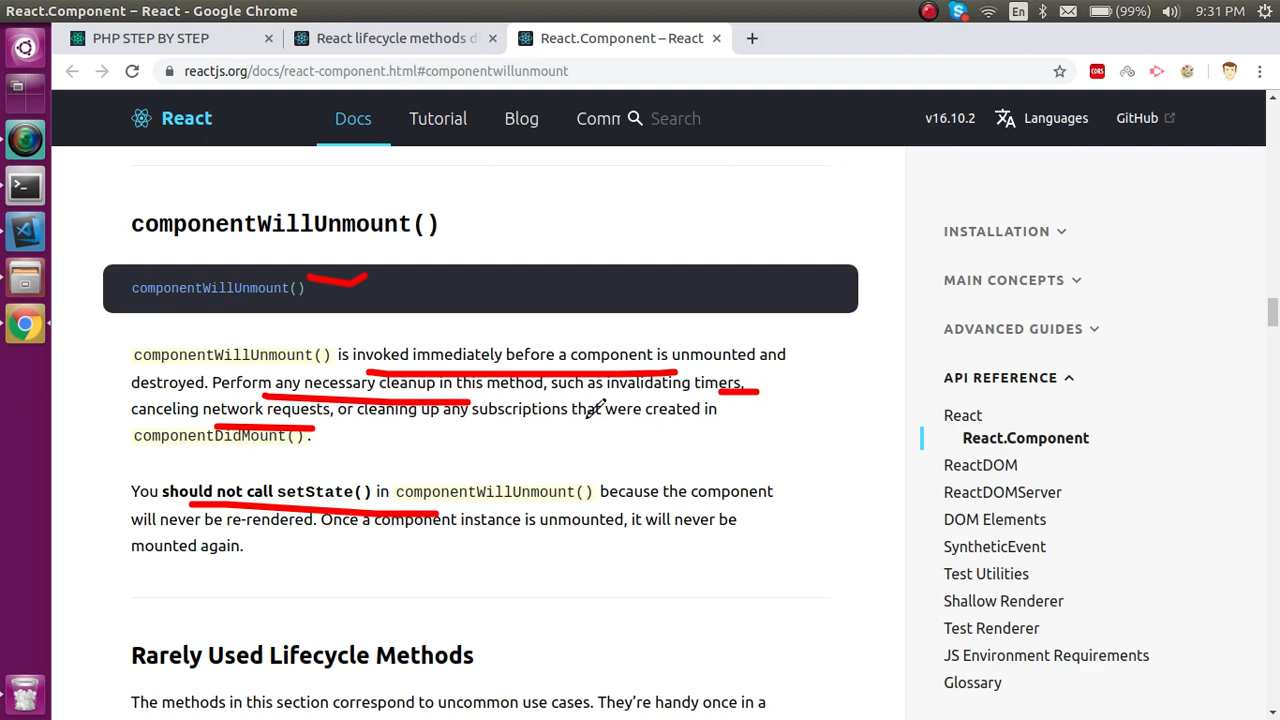 React.Component – React - Google Chrome
En
(99%)
9:31 PM
PHP STEP BY STEP
React lifecycle methods di
React.Component – React
reactjs.org/docs/react-component.html#componentwillunmount
CORS
React
Docs
Tutorial
Blog
Comm
Search
v16.10.2
Languages
GitHub
componentWillUnmount()
componentWillUnmount()
componentWillUnmount() is invoked immediately before a component is unmounted and
destroyed. Perform any necessary cleanup in this method, such as invalidating timers,
canceling network requests, or cleaning up any subscriptions that were created in
componentDidMount().
You should not call setState() in componentWillUnmount() because the component
will never be re-rendered. Once a component instance is unmounted, it will never be
mounted again.
Rarely Used Lifecycle Methods
The methods in this section correspond to uncommon use cases. They’re handy once in a
INSTALLATION
MAIN CONCEPTS
ADVANCED GUIDES
API REFERENCE
React
React.Component
ReactDOM
ReactDOMServer
DOM Elements
SyntheticEvent
Test Utilities
Shallow Renderer
Test Renderer
JS Environment Requirements
Glossary